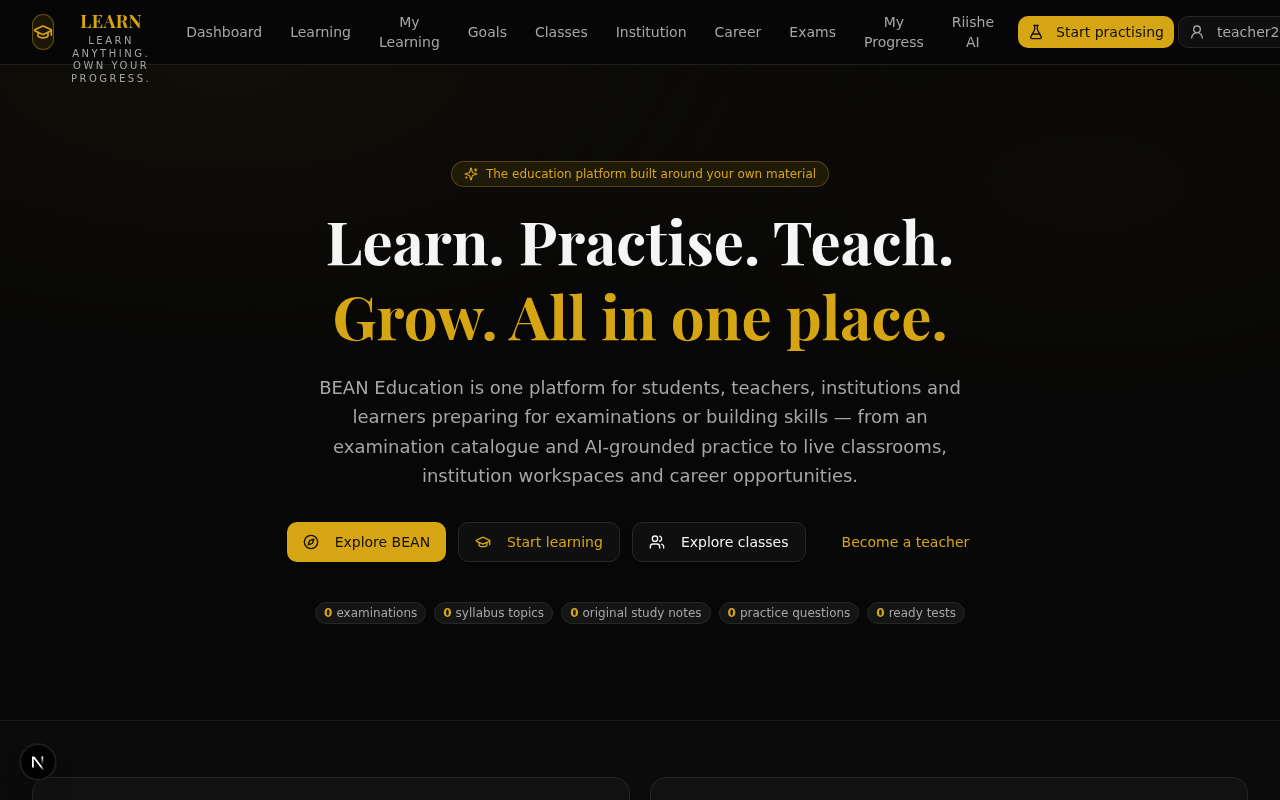 LEARN
LEARN
ANYTHING.
OWN YOUR
PROGRESS.
Dashboard
Learning
My
Learning
Goals
Classes
Institution
Career
Exams
My
Progress
Riishe
AI
Start practising
teacher2
The education platform built around your own material
Learn. Practise. Teach.
Grow. All in one place.
BEAN Education is one platform for students, teachers, institutions and
learners preparing for examinations or building skills — from an
examination catalogue and AI-grounded practice to live classrooms,
institution workspaces and career opportunities.
Explore BEAN
Start learning
Explore classes
Become a teacher
0 examinations
0 syllabus topics
0 original study notes
0 practice questions
0 ready tests
N